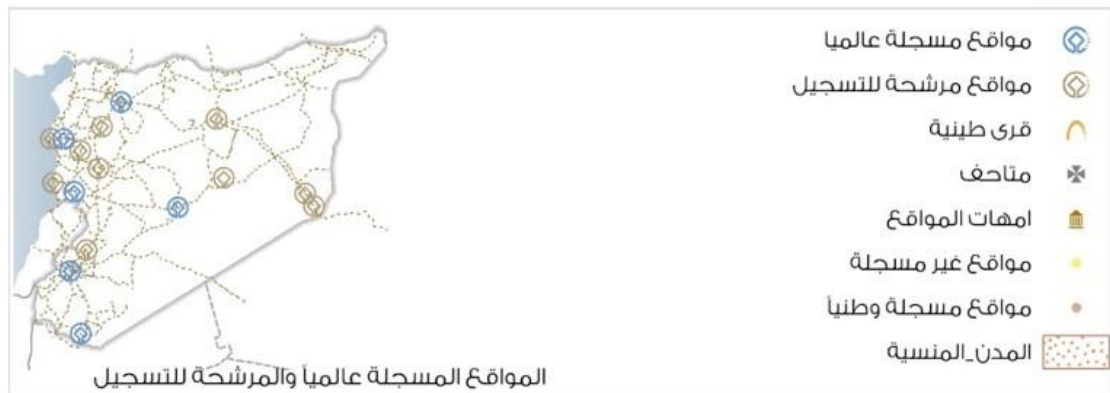 مواقع مسجلة عالميا
مواقع مرشحة للتسجيل
قرى طينية
متاحف
امهات المواقع
مواقع غير مسجلة
مواقع مسجلة وطنياً
المدن_المنسية
المواقع المسجلة عالمياً والمرشحة للتسجيل